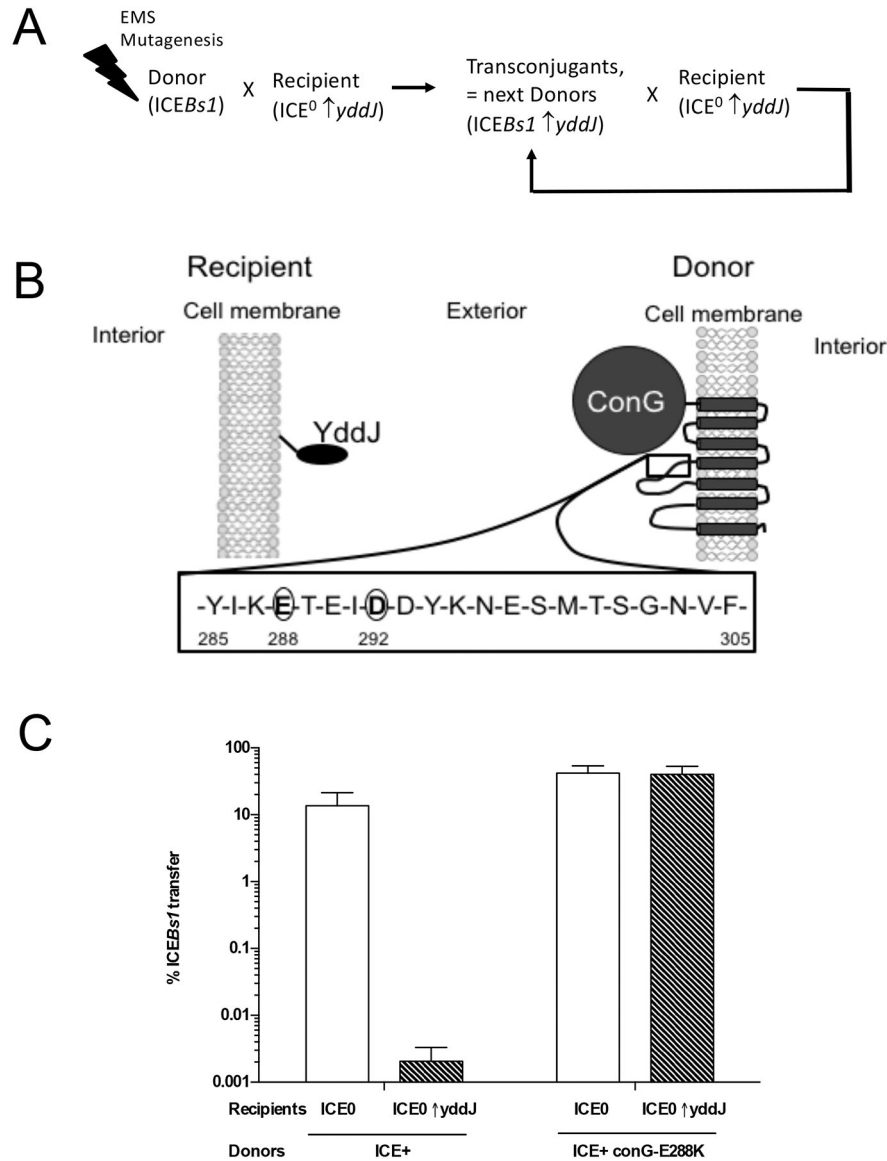 A
EMS
Mutagenesis
Donor X Recipient
(ICEBs1) (ICE⁰ ↑yddJ)
Transconjugants,
= next Donors X Recipient
(ICEBs1 ↑yddJ) (ICE⁰ ↑yddJ)
B
Recipient Donor
Cell membrane Exterior Cell membrane
Interior Interior
ConG
YddJ
-Y-I-K-E-T-E-I-D-D-Y-K-N-E-S-M-T-S-G-N-V-F-
285 288 292 305
C
% ICEBs1 transfer
100
10
1
0.1
0.01
0.001
Recipients ICE0 ICE0 ↑yddJ ICE0 ICE0 ↑yddJ
Donors ICE+ ICE+ conG-E288K